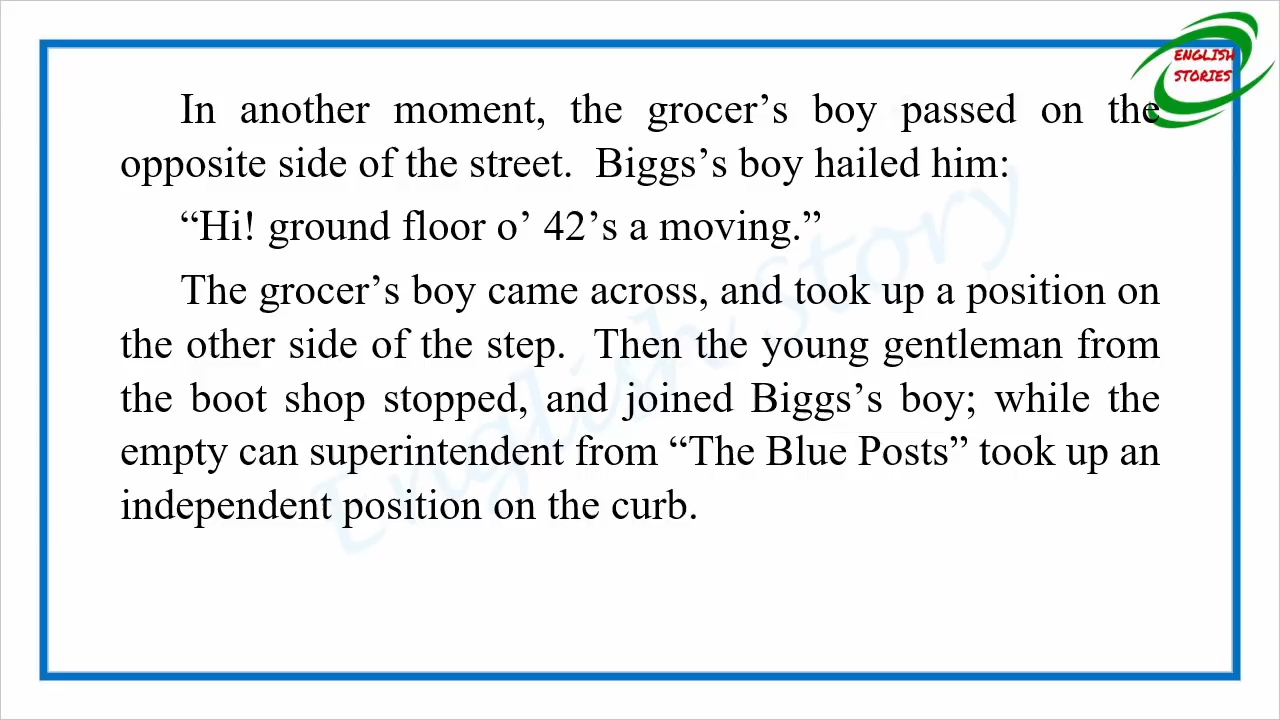 ENGLISH
STORIES
In another moment, the grocer’s boy passed on the
opposite side of the street.  Biggs’s boy hailed him:
“Hi! ground floor o’ 42’s a moving.”
The grocer’s boy came across, and took up a position on
the other side of the step.  Then the young gentleman from
the boot shop stopped, and joined Biggs’s boy; while the
empty can superintendent from “The Blue Posts” took up an
independent position on the curb.
English Story